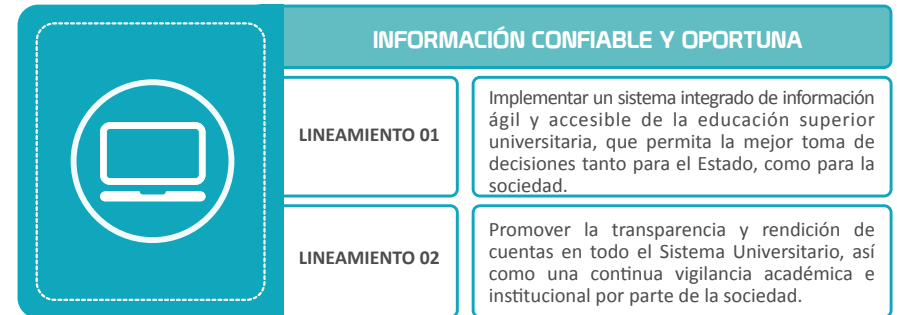 INFORMACIÓN CONFIABLE Y OPORTUNA
LINEAMIENTO 01
Implementar un sistema integrado de información
ágil y accesible de la educación superior
universitaria, que permita la mejor toma de
decisiones tanto para el Estado, como para la
sociedad.
LINEAMIENTO 02
Promover la transparencia y rendición de
cuentas en todo el Sistema Universitario, así
como una continua vigilancia académica e
institucional por parte de la sociedad.